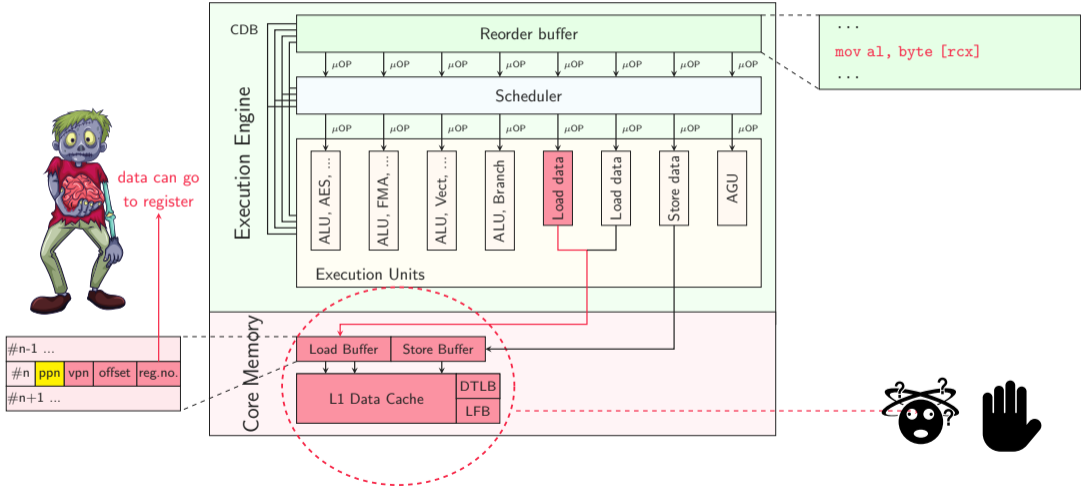 CDB
Reorder buffer
...
mov al, byte [rcx]
...
μOP μOP μOP μOP μOP μOP μOP μOP
Scheduler
μOP μOP μOP μOP μOP μOP μOP μOP
Execution Engine
ALU, AES, ...
ALU, FMA, ...
ALU, Vect, ...
ALU, Branch
Load data
Load data
Store data
AGU
Execution Units
data can go
to register
#n-1 ...
#n ppn vpn offset reg.no.
#n+1 ...
Core Memory
Load Buffer Store Buffer
L1 Data Cache
DTLB
LFB
?
?
?
?